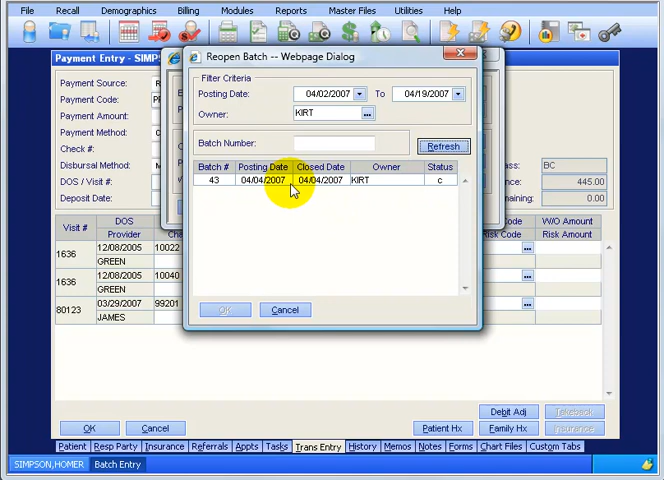 File Recall Demographics Billing Modules Reports Master Files Utilities Help
Payment Entry - SIMPS
Reopen Batch -- Webpage Dialog
Payment Source:
Filter Criteria
Payment Code:
Posting Date: 04/02/2007 To 04/19/2007
Payment Amount:
Owner: KIRT
Payment Method:
Check #:
Batch Number: Refresh
Disbursal Method:
Batch # Posting Date Closed Date Owner Status
43 04/04/2007 04/04/2007 KIRT c
BC
DOS / Visit #:
445.00
Deposit Date:
0.00
Visit # DOS Code W/O Amount
Provider Risk Code Risk Amount
1636 12/08/2005 10022
GREEN
1636 12/08/2005 10040
GREEN
80123 03/29/2007 99201
JAMES
OK Cancel
Debit Adj Takeback
OK Cancel Patient Hx Family Hx Insurance
Patient Resp Party Insurance Referrals Appts Tasks Trans Entry History Memos Notes Forms Chart Files Custom Tabs
SIMPSON,HOMER Batch Entry